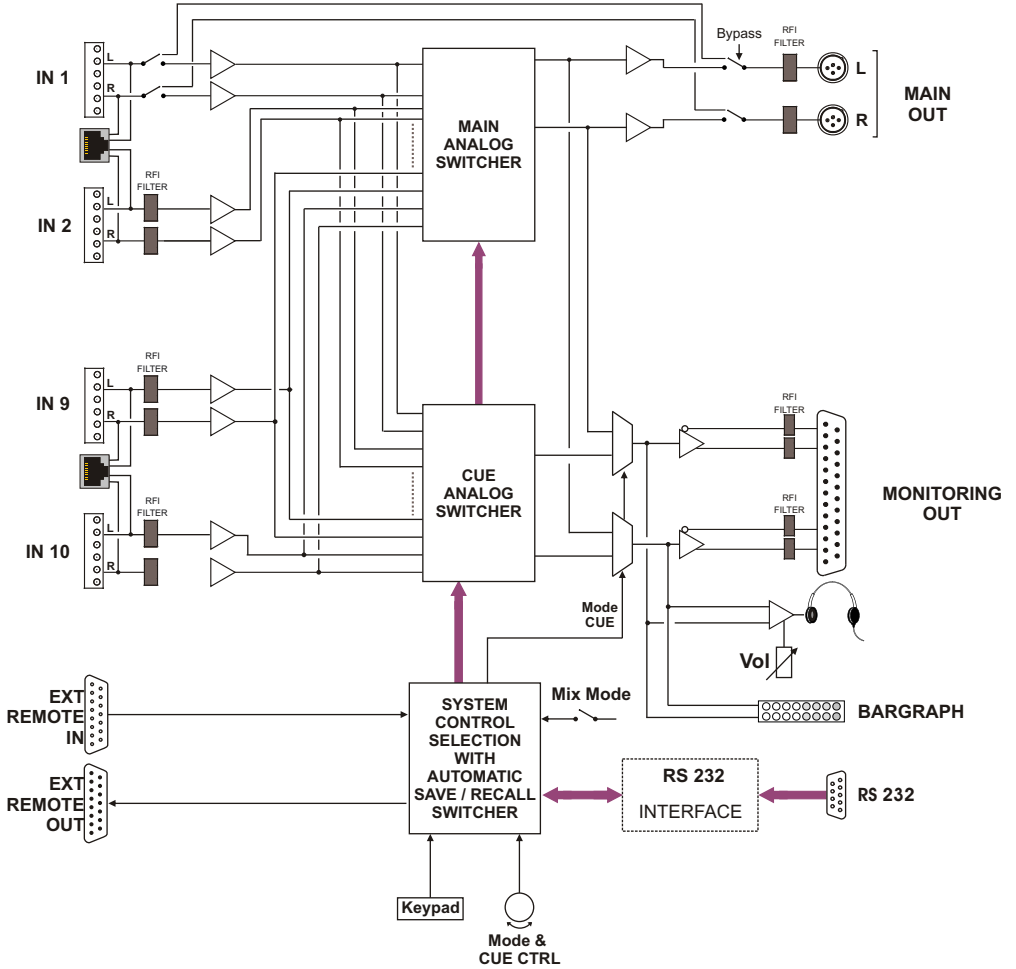 Bypass
RFI
FILTER
L
R
MAIN
OUT
IN 1
L
R
MAIN
ANALOG
SWITCHER
RFI
FILTER
IN 2
L
R
RFI
FILTER
IN 9
L
R
RFI
FILTER
CUE
ANALOG
SWITCHER
MONITORING
OUT
RFI
FILTER
RFI
FILTER
IN 10
L
R
Mode
CUE
Vol
EXT
REMOTE
IN
SYSTEM
CONTROL
SELECTION
WITH
AUTOMATIC
SAVE / RECALL
SWITCHER
Mix Mode
BARGRAPH
EXT
REMOTE
OUT
RS 232
INTERFACE
RS 232
Keypad
Mode &
CUE CTRL